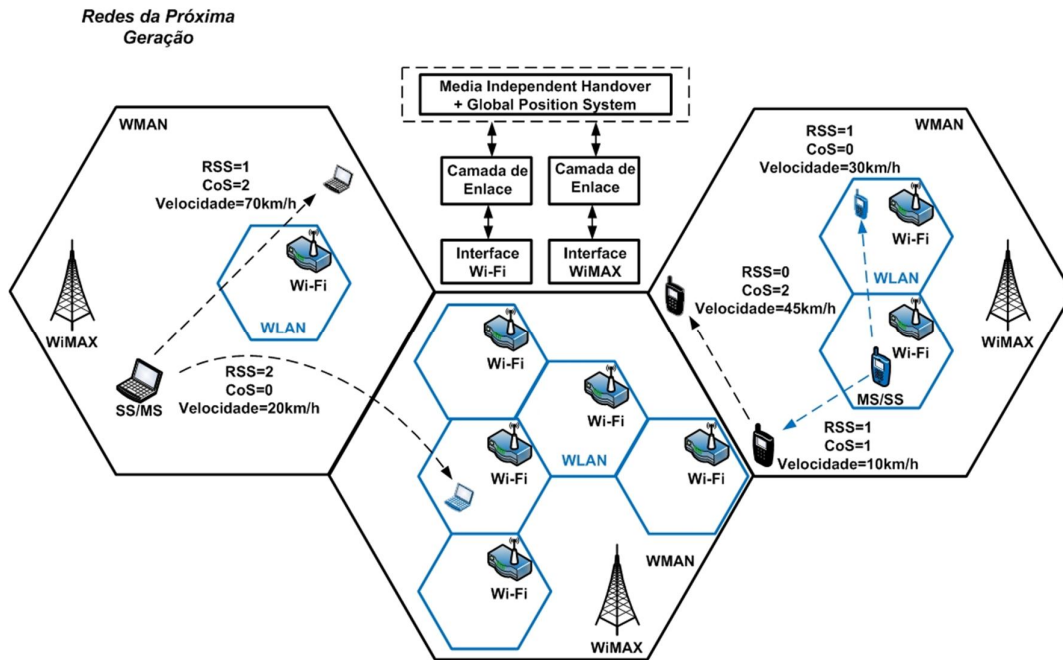 Redes da Próxima
Geração
Media Independent Handover
+ Global Position System
Camada de
Enlace
Camada de
Enlace
Interface
Wi-Fi
Interface
WiMAX
WMAN
RSS=1
CoS=2
Velocidade=70km/h
Wi-Fi
WLAN
WiMAX
SS/MS
RSS=2
CoS=0
Velocidade=20km/h
Wi-Fi
Wi-Fi
Wi-Fi
WLAN
Wi-Fi
Wi-Fi
WMAN
WiMAX
WMAN
RSS=1
CoS=0
Velocidade=30km/h
Wi-Fi
WLAN
RSS=0
CoS=2
Velocidade=45km/h
Wi-Fi
WiMAX
MS/SS
RSS=1
CoS=1
Velocidade=10km/h